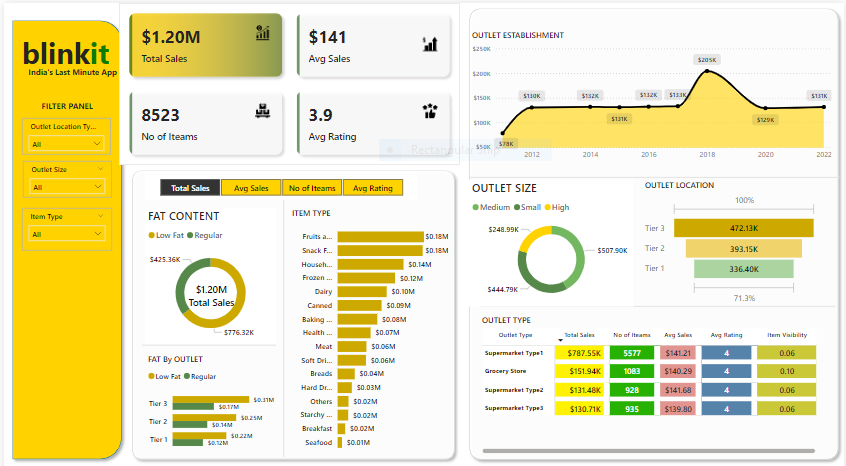 blinkit
India's Last Minute App
FILTER PANEL
Outlet Location Ty...
All
Outlet Size
All
Item Type
All
$1.20M
Total Sales
$141
Avg Sales
8523
No of Iteams
3.9
Avg Rating
Total Sales
Avg Sales
No of Iteams
Avg Rating
FAT CONTENT
Low Fat
Regular
$425.36K
$1.20M
Total Sales
$776.32K
FAT By OUTLET
Low Fat
Regular
Tier 3
$0.31M
$0.17M
Tier 2
$0.25M
$0.14M
Tier 1
$0.22M
$0.12M
ITEM TYPE
Fruits a... $0.18M
Snack F... $0.18M
Househ... $0.14M
Frozen ... $0.12M
Dairy $0.10M
Canned $0.09M
Baking ... $0.08M
Health ... $0.07M
Meat $0.06M
Soft Dri... $0.06M
Breads $0.04M
Hard Dr... $0.03M
Others $0.02M
Starchy ... $0.02M
Breakfast $0.02M
Seafood $0.01M
OUTLET ESTABLISHMENT
$250K
$200K
$150K
$100K
$50K
$78K
$130K
$132K
$131K
$132K
$133K
$205K
$129K
$131K
2012 2014 2016 2018 2020 2022
OUTLET SIZE
Medium Small High
$248.99K
$507.90K
$444.79K
OUTLET LOCATION
100%
Tier 3 472.13K
Tier 2 393.15K
Tier 1 336.40K
71.3%
OUTLET TYPE
Outlet Type Total Sales No of Iteams Avg Sales Avg Rating Item Visibility
Supermarket Type1 $787.55K 5577 $141.21 4 0.06
Grocery Store $151.94K 1083 $140.29 4 0.10
Supermarket Type2 $131.48K 928 $141.68 4 0.06
Supermarket Type3 $130.71K 935 $139.80 4 0.06